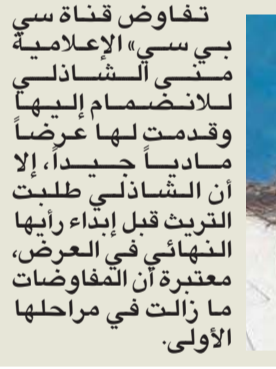 تفاوض قناة سي
بي سي» الإعلامية
منى الشاذلي
للانضمام إليها
وقدمت لها عرضاً
مادياً جيداً، إلا
أن الشاذلي طلبت
التريث قبل إبداء رأيها
النهائي في العرض،
معتبرة أن المفاوضات
ما زالت في مراحلها
الأولى.